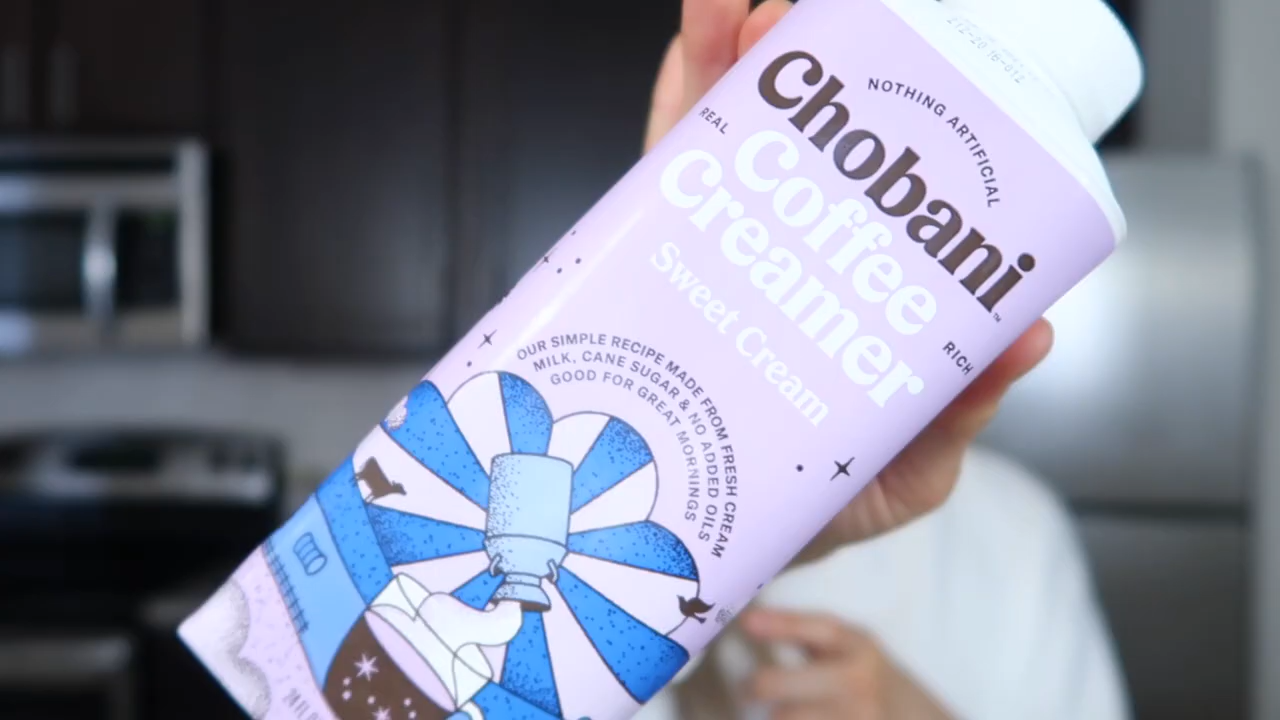 NOTHING ARTIFICIAL
Chobani™
REAL
Coffee
Creamer
RICH
Sweet Cream
OUR SIMPLE RECIPE MADE FROM FRESH CREAM
MILK, CANE SUGAR & NO ADDED OILS
GOOD FOR GREAT MORNINGS